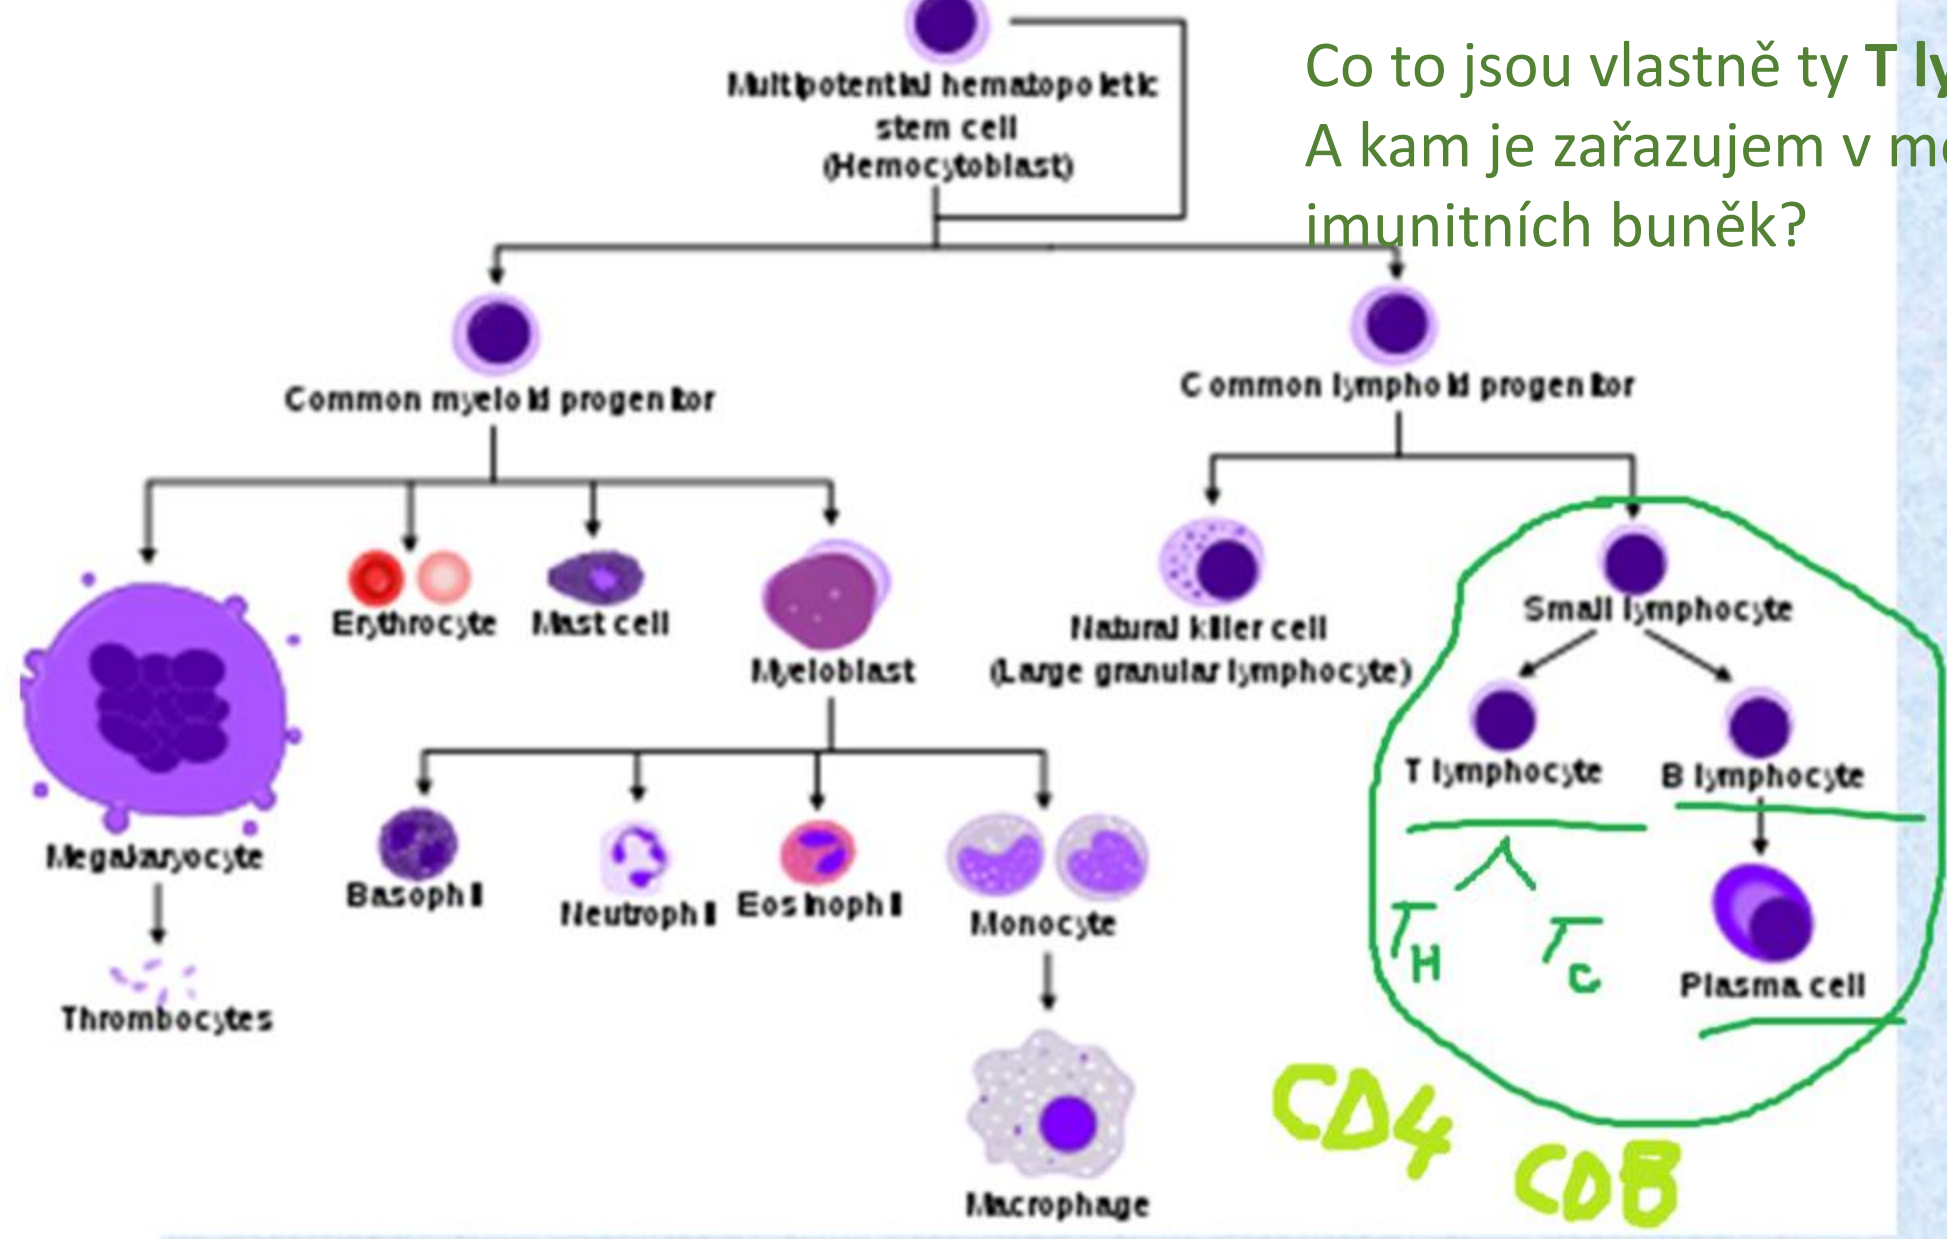 Co to jsou vlastně ty T ly
A kam je zařazujem v
imunitních buněk?
Multipotential hematopoietic
stem cell
(Hemocytoblast)
Common myeloid progenitor
Common lymphoid progenitor
Erythrocyte
Mast cell
Myeloblast
Natural killer cell
(Large granular lymphocyte)
Small lymphocyte
T lymphocyte
B lymphocyte
Megakaryocyte
Basophil
Neutrophil
Eosinophil
Monocyte
TH
TC
Plasma cell
Thrombocytes
CD4
CD8
Macrophage